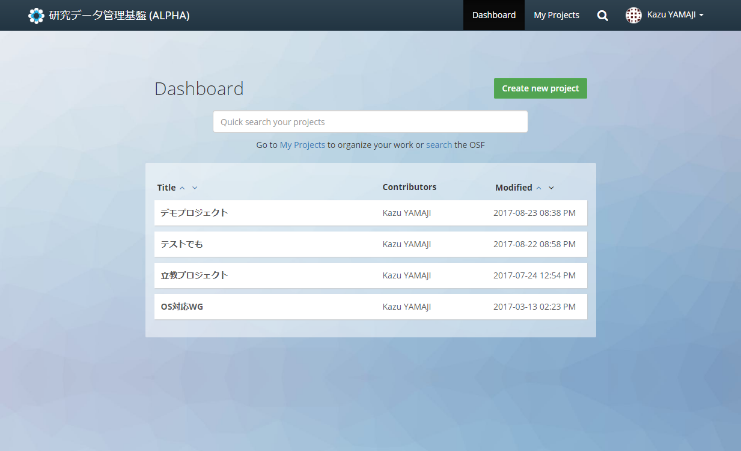 研究データ管理基盤 (ALPHA)
Dashboard
My Projects
Kazu YAMAJI
Dashboard
Create new project
Quick search your projects
Go to My Projects to organize your work or search the OSF
Title Contributors Modified
デモプロジェクト Kazu YAMAJI 2017-08-23 08:38 PM
テストでも Kazu YAMAJI 2017-08-22 08:58 PM
立教プロジェクト Kazu YAMAJI 2017-07-24 12:54 PM
OS対応WG Kazu YAMAJI 2017-03-13 02:23 PM